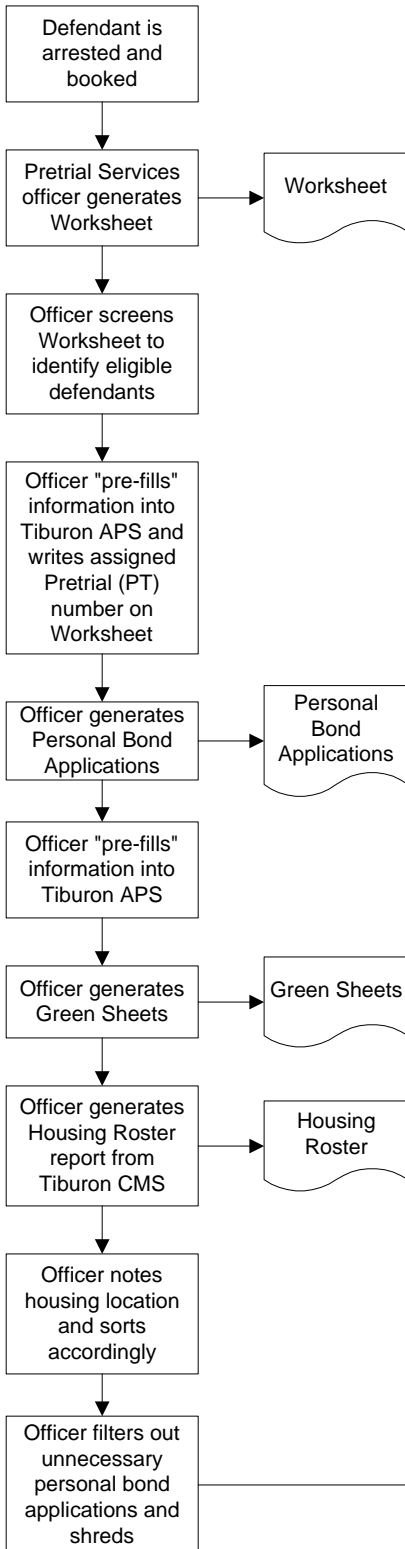 Defendant is
arrested and
booked
Pretrial Services
officer generates
Worksheet
Worksheet
Officer screens
Worksheet to
identify eligible
defendants
Officer "pre-fills"
information into
Tiburon APS and
writes assigned
Pretrial (PT)
number on
Worksheet
Officer generates
Personal Bond
Applications
Personal
Bond
Applications
Officer "pre-fills"
information into
Tiburon APS
Officer generates
Green Sheets
Green Sheets
Officer generates
Housing Roster
report from
Tiburon CMS
Housing
Roster
Officer notes
housing location
and sorts
accordingly
Officer filters out
unnecessary
personal bond
applications and
shreds